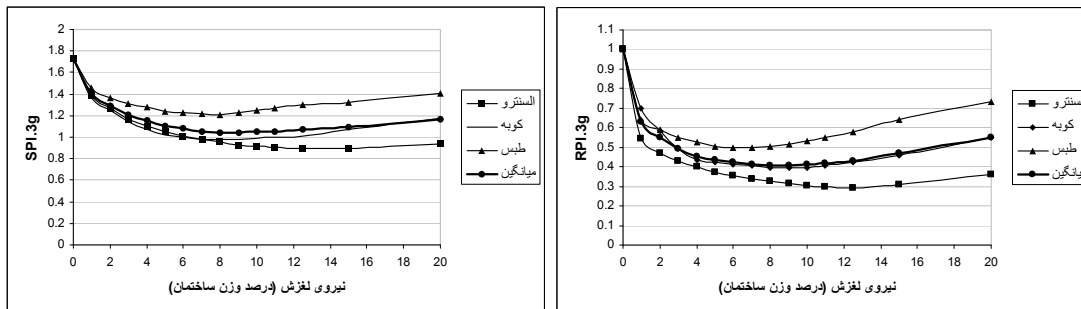 SPI.3g
2
1.8
1.6
1.4
1.2
1
0.8
0.6
0.4
0.2
0
0 2 4 6 8 10 12 14 16 18 20
نیروی لغزش (درصد وزن ساختمان)
السنترو
کوبه
طبس
میانگین
RPI.3g
1.1
1
0.9
0.8
0.7
0.6
0.5
0.4
0.3
0.2
0.1
0
0 2 4 6 8 10 12 14 16 18 20
نیروی لغزش (درصد وزن ساختمان)
سنترو
کوبه
طبس
یانگین